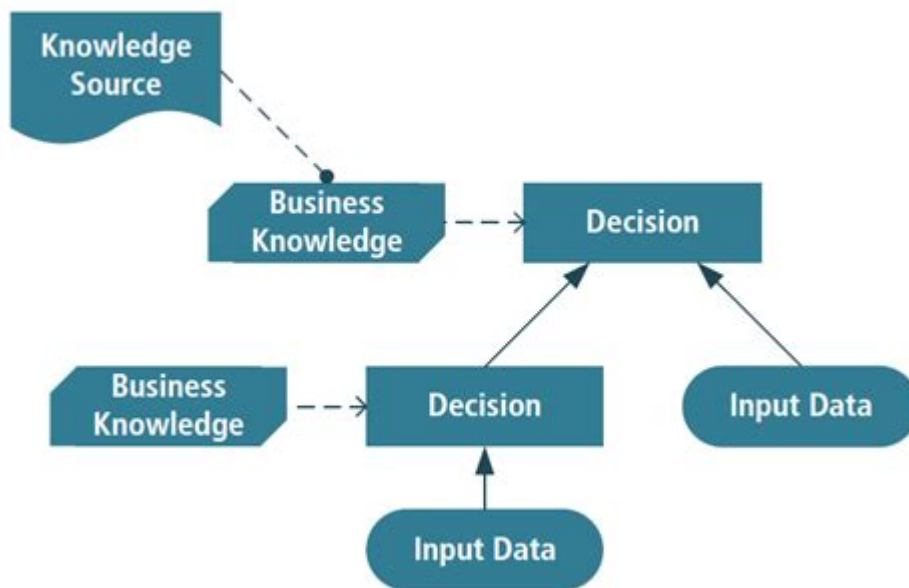 Knowledge
Source
Business
Knowledge
Decision
Business
Knowledge
Decision
Input Data
Input Data